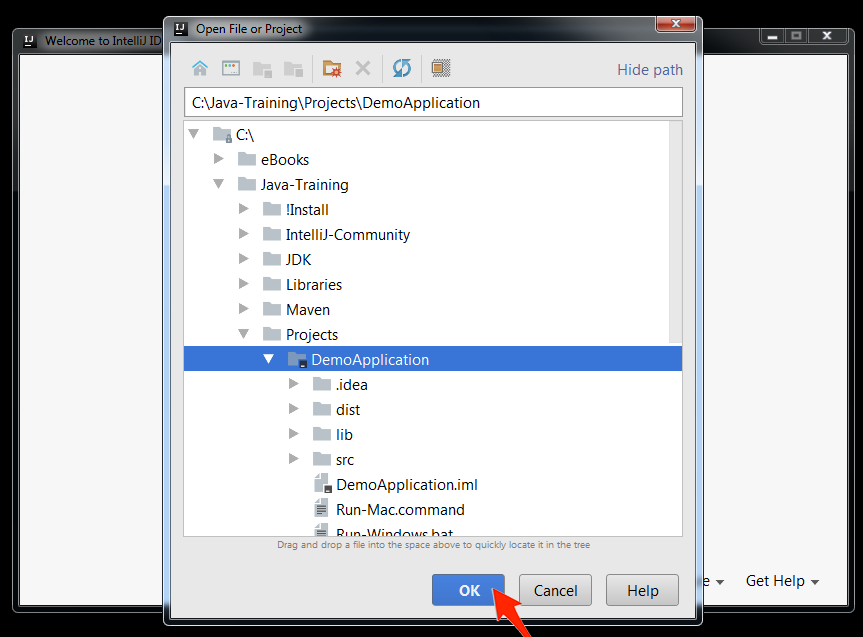 Welcome to IntelliJ ID
Open File or Project
Hide path
C:\Java-Training\Projects\DemoApplication
C:\
eBooks
Java-Training
!Install
IntelliJ-Community
JDK
Libraries
Maven
Projects
DemoApplication
.idea
dist
lib
src
DemoApplication.iml
Run-Mac.command
Run-Windows.bat
Drag and drop a file into the space above to quickly locate it in the tree
OK
Cancel
Help
e
Get Help